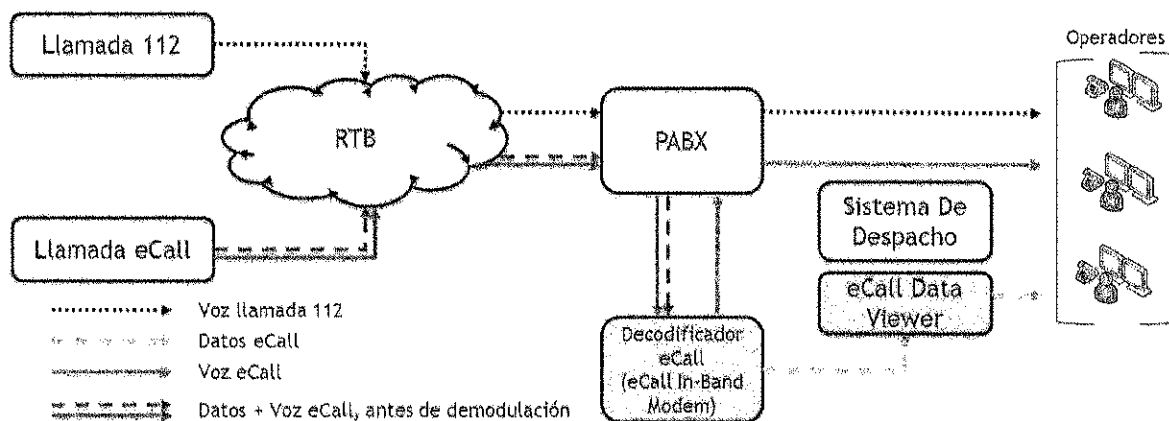 Llamada 112
Operadores
RTB
PABX
Llamada eCall
Sistema De
Despacho
eCall Data
Viewer
Decodificador
eCall
(eCall In-Band
Modem)
Voz llamada 112
Datos eCall
Voz eCall
Datos + Voz eCall, antes de demodulación